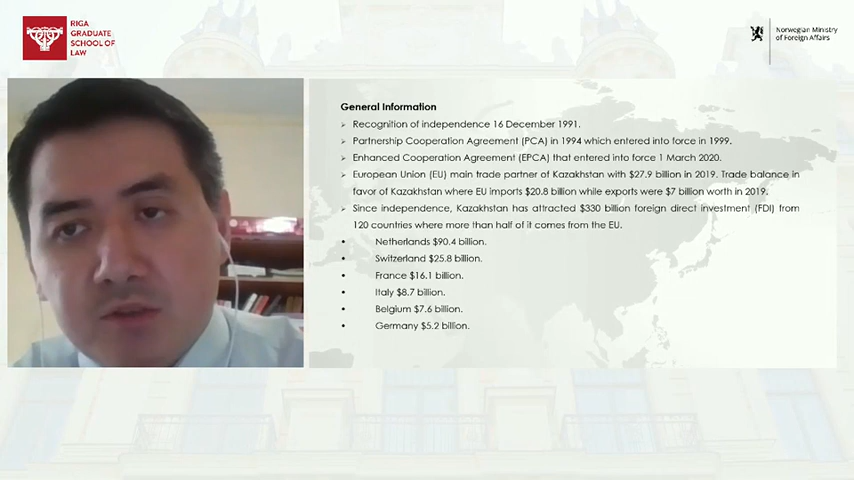 RIGA
GRADUATE
SCHOOL OF
LAW
Norwegian Ministry
of Foreign Affairs
General Information
Recognition of independence 16 December 1991.
Partnership Cooperation Agreement (PCA) in 1994 which entered into force in 1999.
Enhanced Cooperation Agreement (EPCA) that entered into force 1 March 2020.
European Union (EU) main trade partner of Kazakhstan with $27.9 billion in 2019. Trade balance in
favor of Kazakhstan where EU imports $20.8 billion while exports were $7 billion worth in 2019.
Since independence, Kazakhstan has attracted $330 billion foreign direct investment (FDI) from
120 countries where more than half of it comes from the EU.
Netherlands $90.4 billion.
Switzerland $25.8 billion.
France $16.1 billion.
Italy $8.7 billion.
Belgium $7.6 billion.
Germany $5.2 billion.